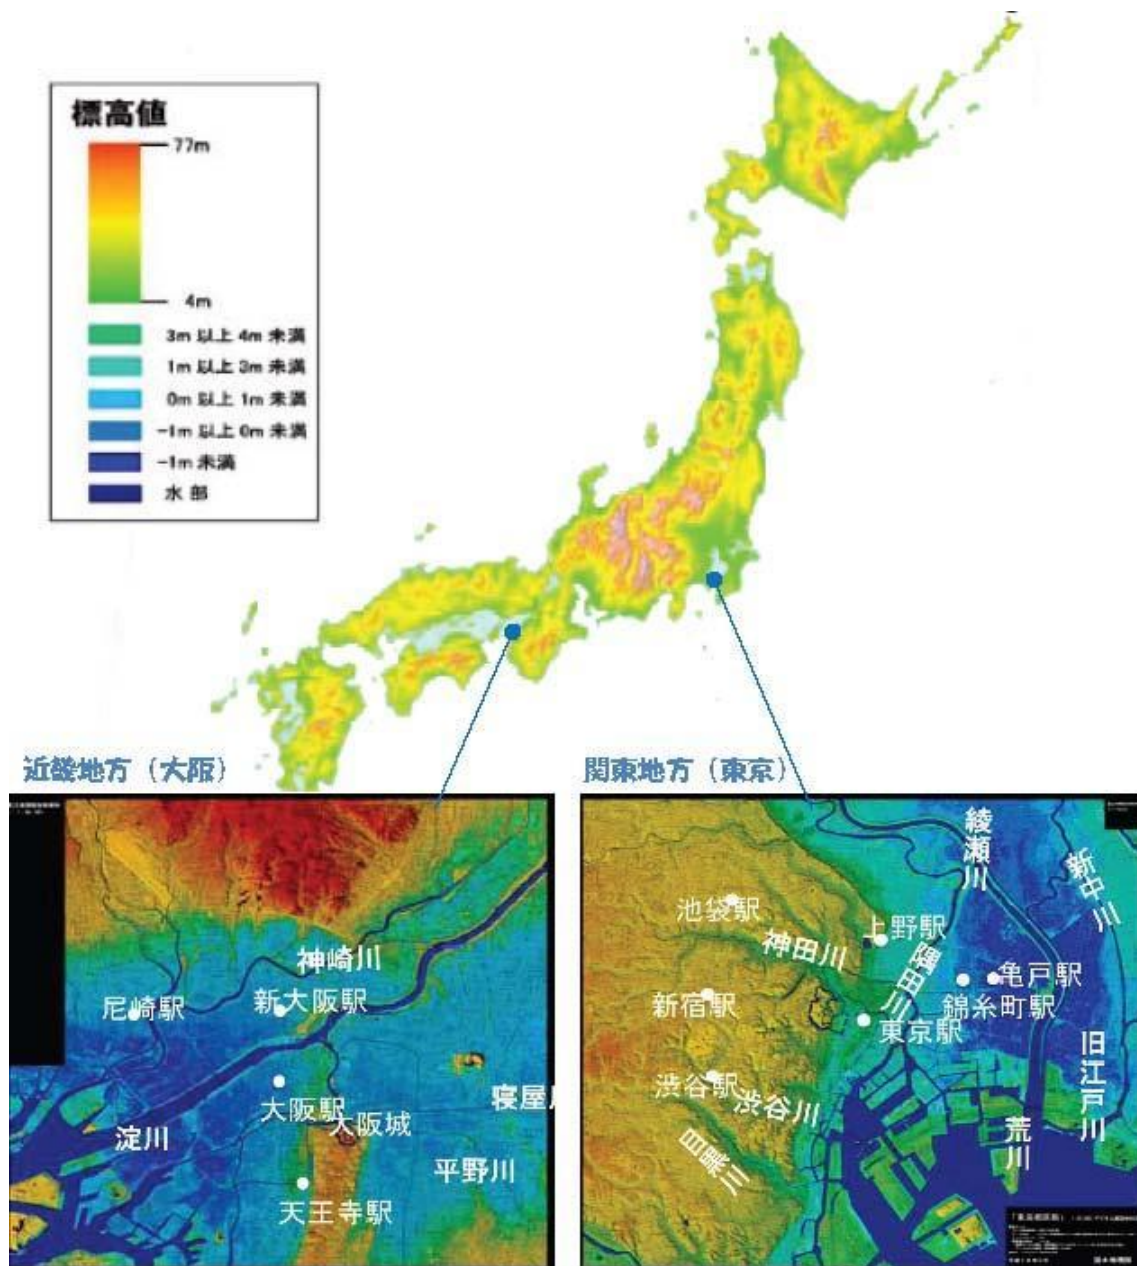 標高値
77m
4m
3m 以上 4m 未満
1m 以上 3m 未満
0m 以上 1m 未満
-1m 以上 0m 未満
-1m 未満
水 部
近畿地方（大阪）
関東地方（東京）
神崎川
尼崎駅
新大阪駅
大阪駅
大阪城
寝屋川
淀川
平野川
天王寺駅
綾瀬川
新中川
池袋駅
上野駅
神田川
隅田川
亀戸駅
新宿駅
錦糸町駅
東京駅
旧江戸川
渋谷駅
渋谷川
荒川
目黒川